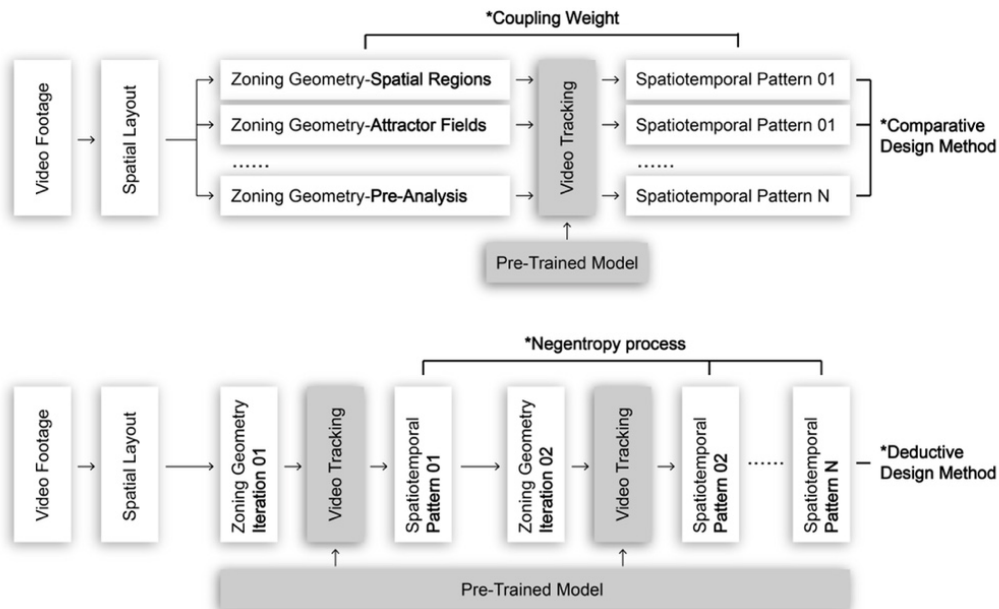 *Coupling Weight
Video Footage
Spatial Layout
Zoning Geometry-Spatial Regions
Zoning Geometry-Attractor Fields
......
Zoning Geometry-Pre-Analysis
Video Tracking
Pre-Trained Model
Spatiotemporal Pattern 01
Spatiotemporal Pattern 01
......
Spatiotemporal Pattern N
*Comparative
Design Method
*Negentropy process
Video Footage
Spatial Layout
Zoning Geometry
Iteration 01
Video Tracking
Spatiotemporal
Pattern 01
Zoning Geometry
Iteration 02
Video Tracking
Spatiotemporal
Pattern 02
......
Spatiotemporal
Pattern N
*Deductive
Design Method
Pre-Trained Model